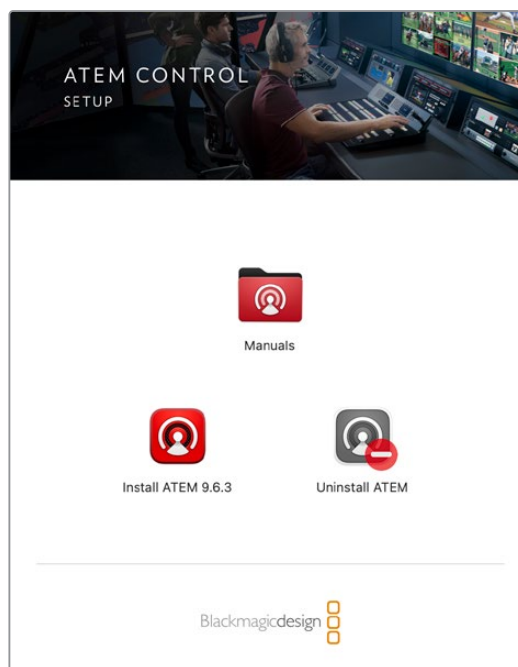 ATEM CONTROL
SETUP
Manuals
Install ATEM 9.6.3
Uninstall ATEM
Blackmagicdesign